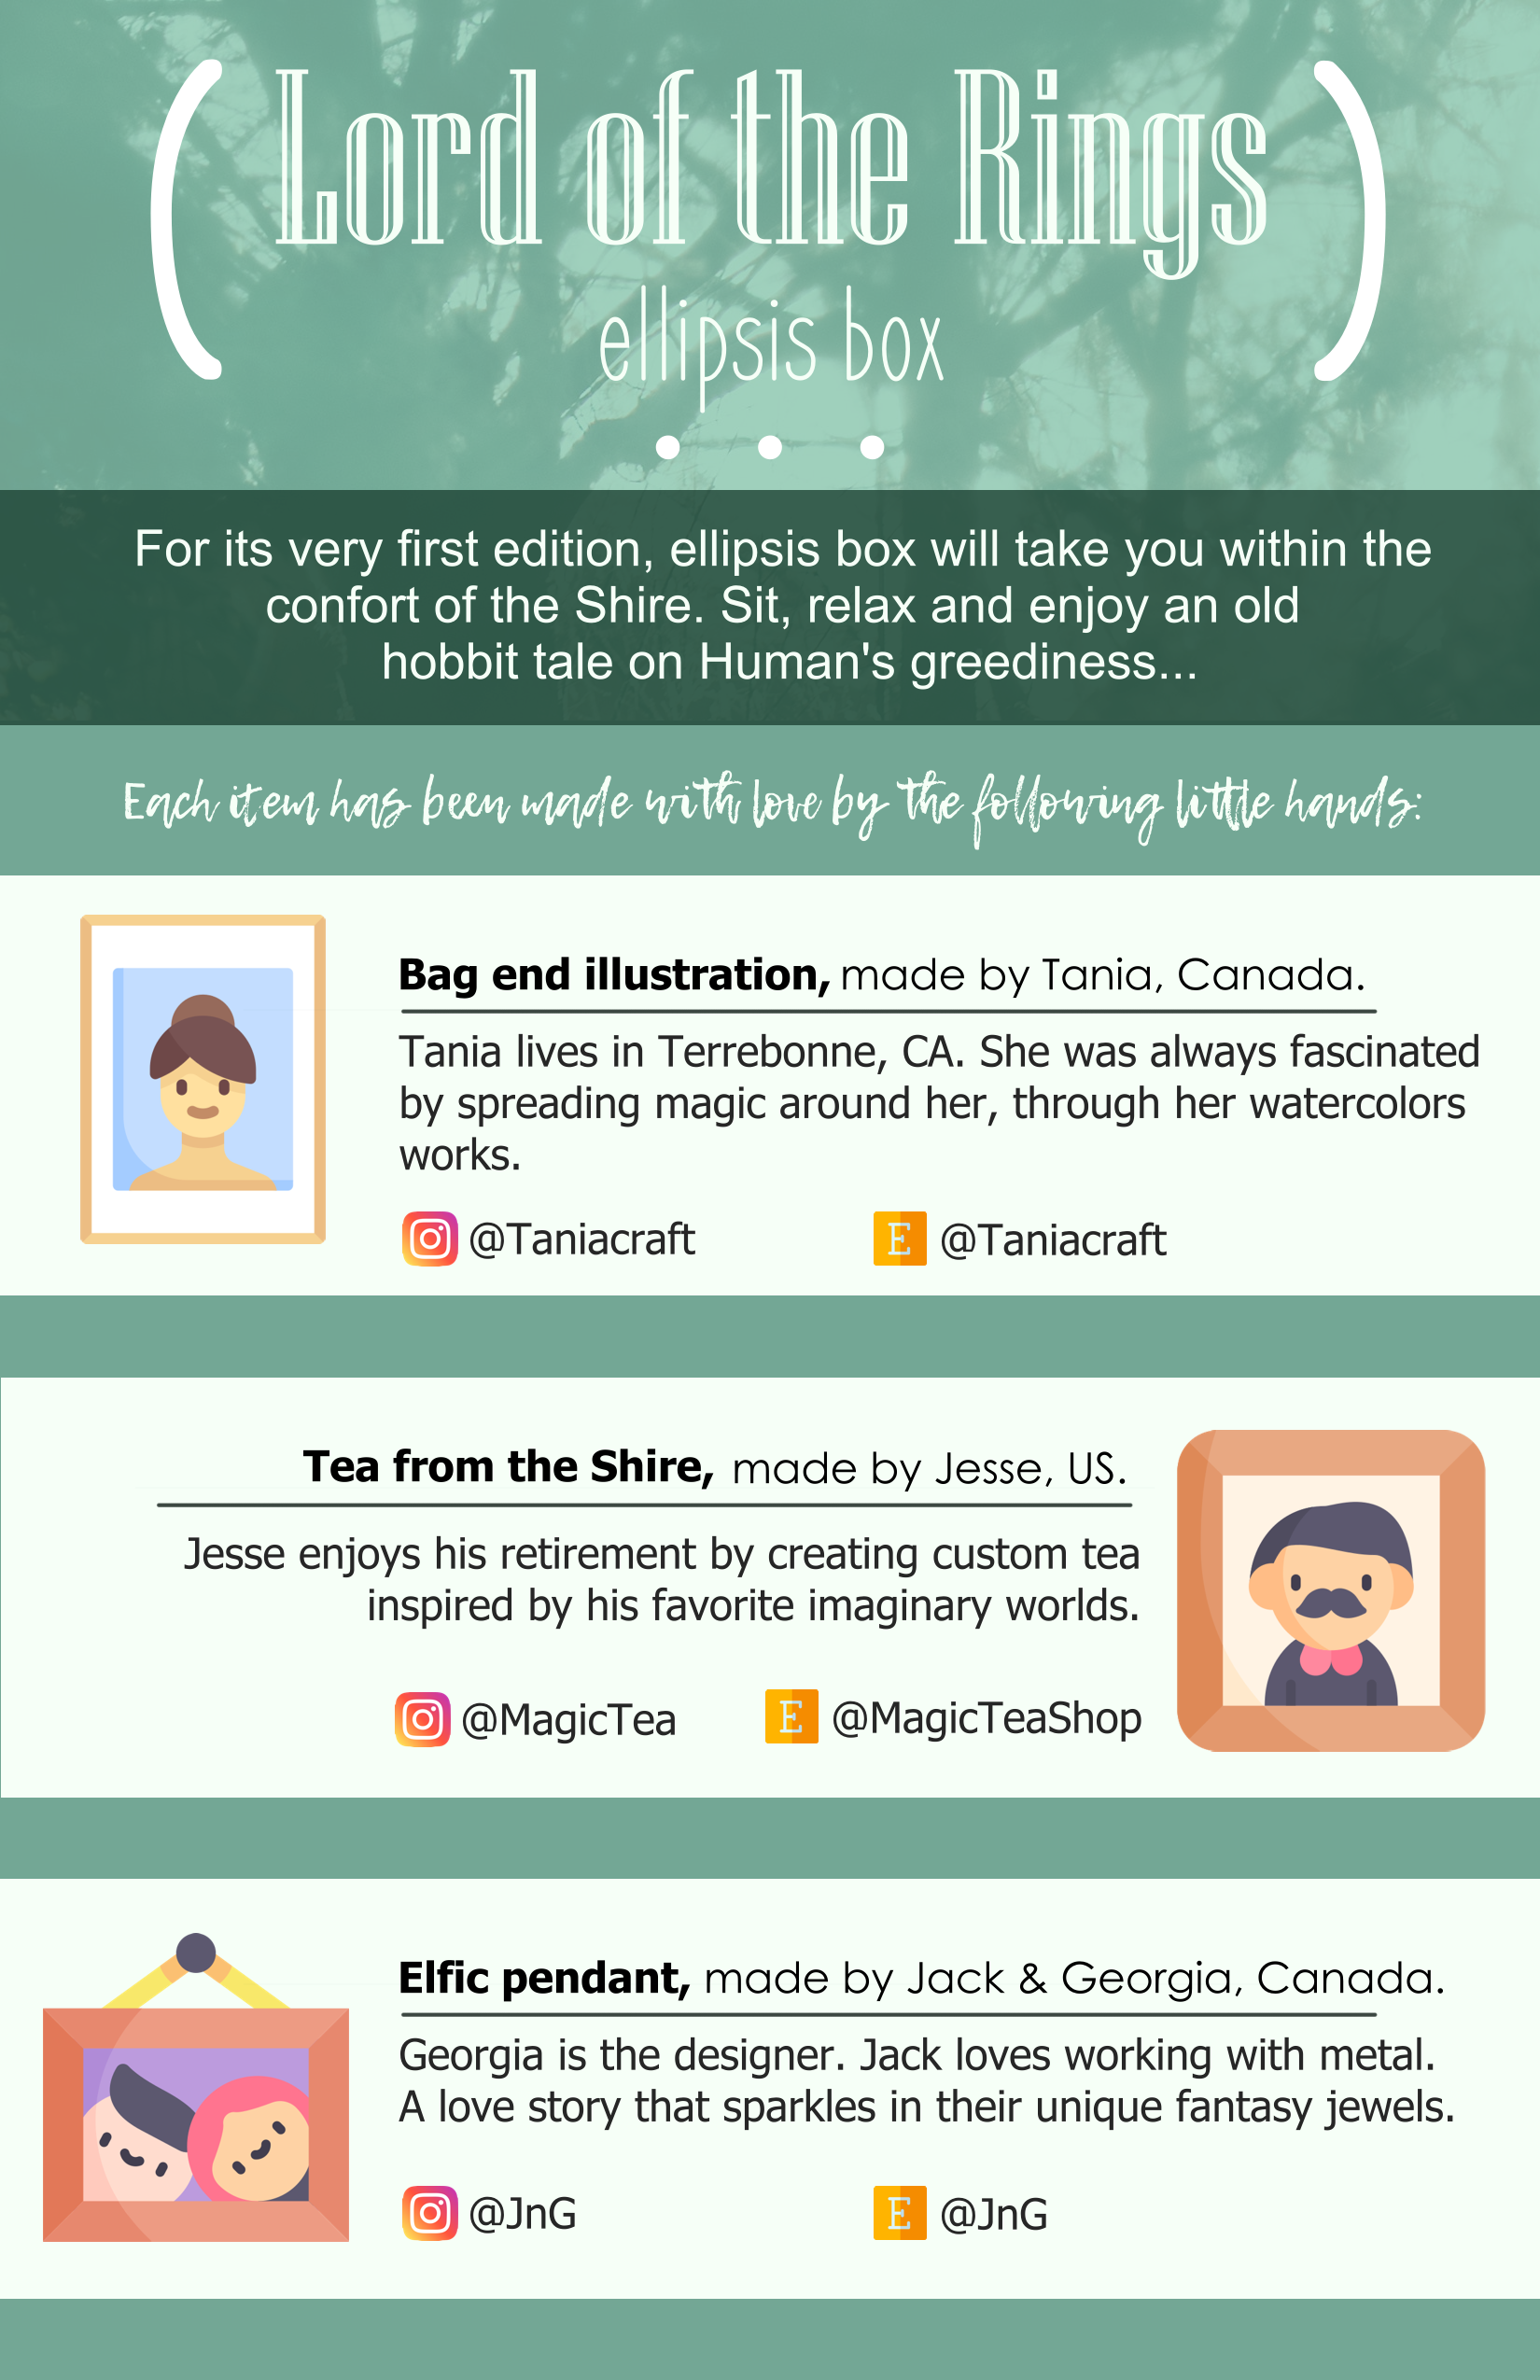 ( Lord of the Rings )
ellipsis box
...
For its very first edition, ellipsis box will take you within the
confort of the Shire. Sit, relax and enjoy an old
hobbit tale on Human's greediness...
Each item has been made with love by the following little hands:
Bag end illustration, made by Tania, Canada.
Tania lives in Terrebonne, CA. She was always fascinated
by spreading magic around her, through her watercolors
works.
@Taniacraft
E @Taniacraft
Tea from the Shire, made by Jesse, US.
Jesse enjoys his retirement by creating custom tea
inspired by his favorite imaginary worlds.
@MagicTea
E @MagicTeaShop
Elfic pendant, made by Jack & Georgia, Canada.
Georgia is the designer. Jack loves working with metal.
A love story that sparkles in their unique fantasy jewels.
@JnG
E @JnG